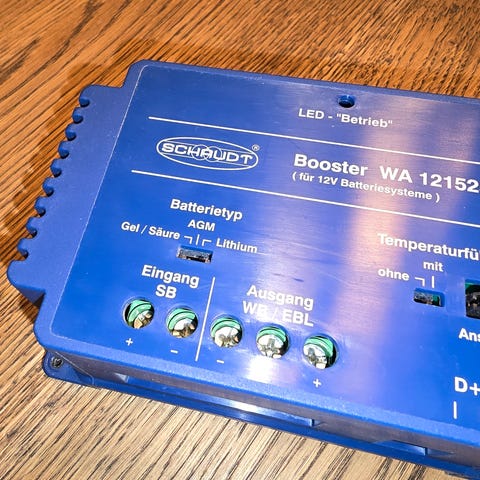 LED - "Betrieb"
SCHAUDT ®
Booster WA 12152
( für 12V Batteriesysteme )
Batterietyp
AGM
Gel / Säure Lithium
Temperaturfü
mit
ohne
Eingang
SB
Ausgang
WB / EBL
Ans
+ - - +
D+